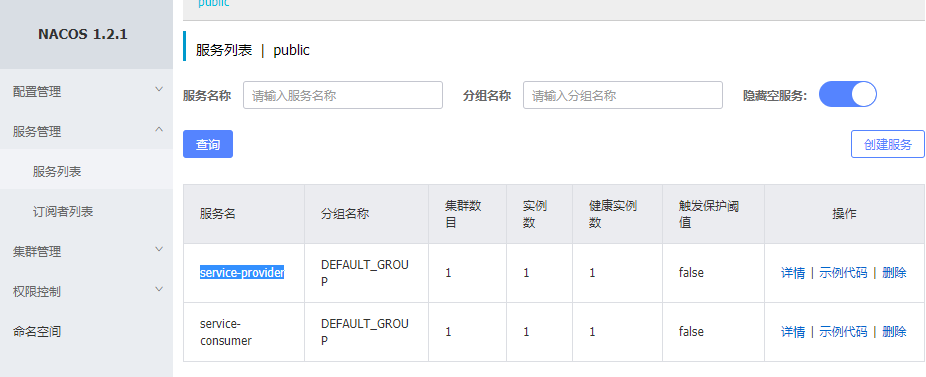 public
NACOS 1.2.1
服务列表 | public
配置管理
服务名称 请输入服务名称 分组名称 请输入分组名称 隐藏空服务:
服务管理
查询 创建服务
服务列表
订阅者列表
集群管理
权限控制
命名空间
服务名 分组名称 集群数目 实例数 健康实例数 触发保护阈值 操作
service-provider DEFAULT_GROUP 1 1 1 false 详情 | 示例代码 | 删除
service-consumer DEFAULT_GROUP 1 1 1 false 详情 | 示例代码 | 删除